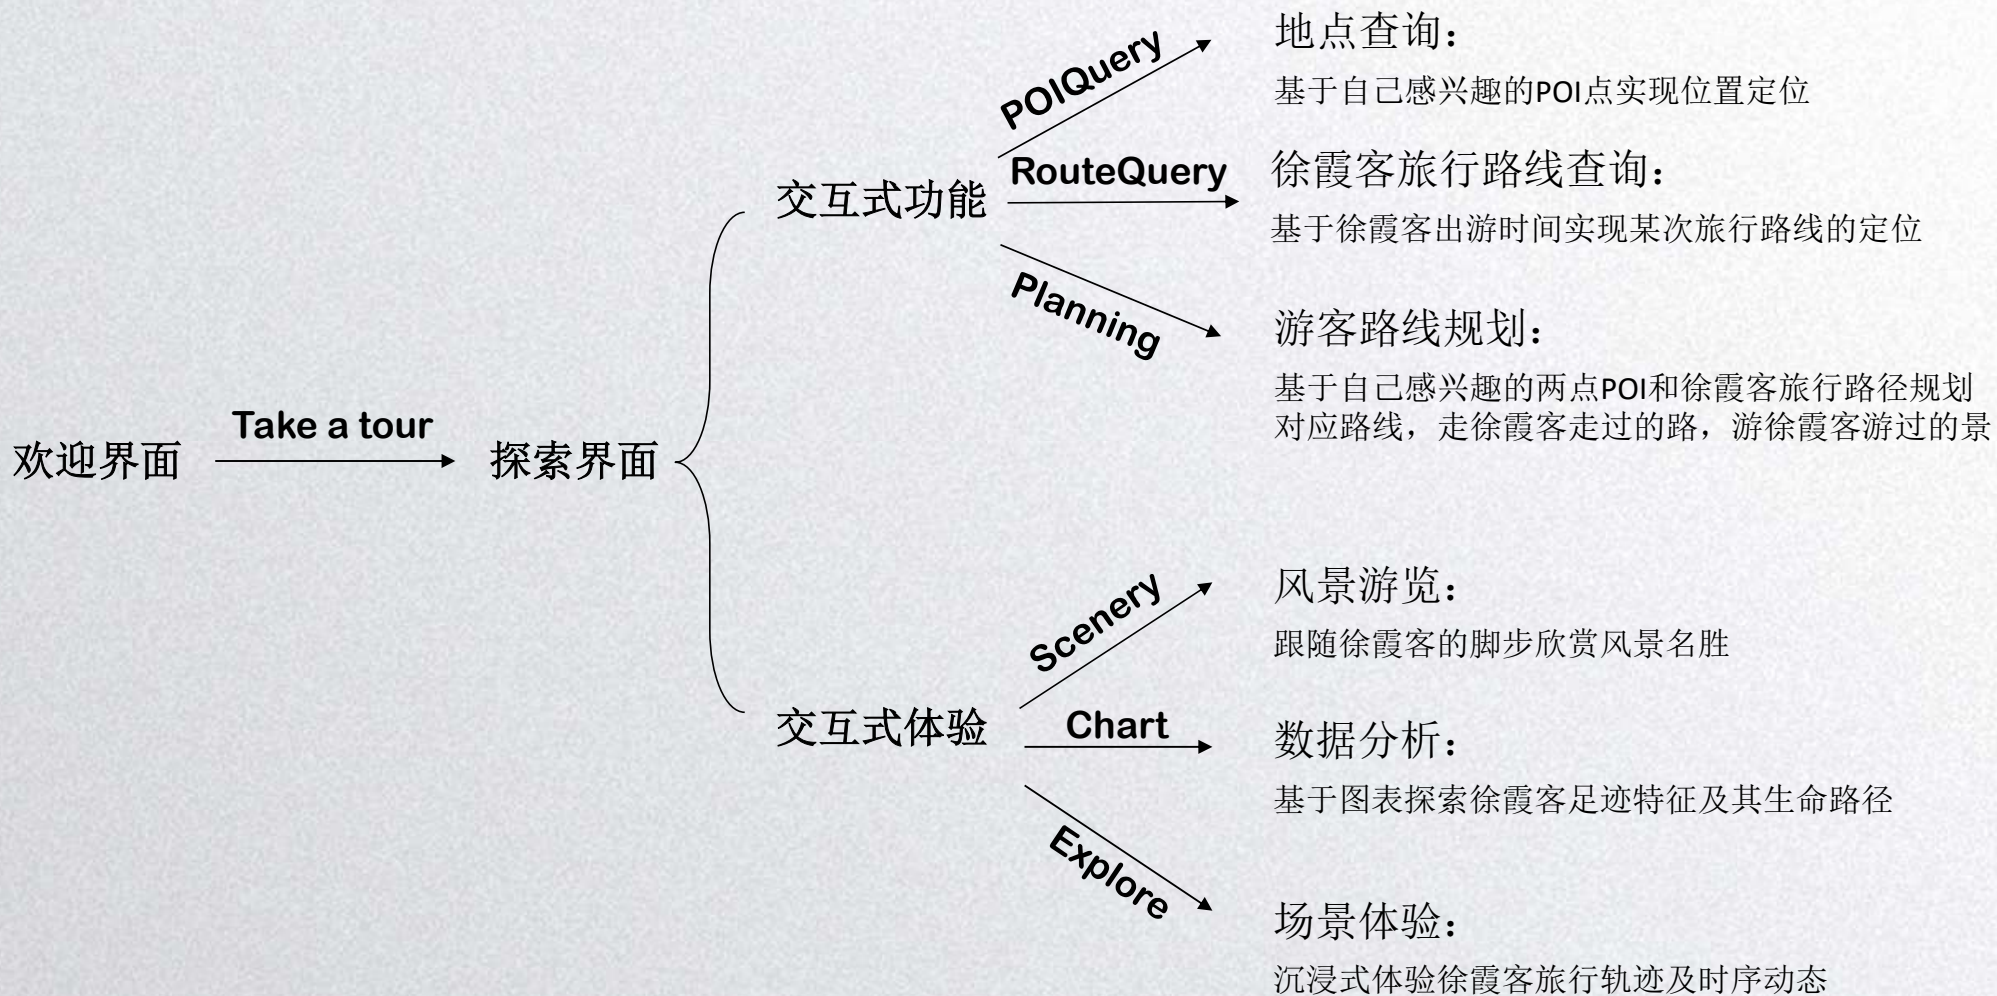 欢迎界面
Take a tour
探索界面
交互式功能
POIQuery
地点查询：
基于自己感兴趣的POI点实现位置定位
RouteQuery
徐霞客旅行路线查询：
基于徐霞客出游时间实现某次旅行路线的定位
Planning
游客路线规划：
基于自己感兴趣的两点POI和徐霞客旅行路径规划
对应路线，走徐霞客走过的路，游徐霞客游过的景
交互式体验
Scenery
风景游览：
跟随徐霞客的脚步欣赏风景名胜
Chart
数据分析：
基于图表探索徐霞客足迹特征及其生命路径
Explore
场景体验：
沉浸式体验徐霞客旅行轨迹及时序动态